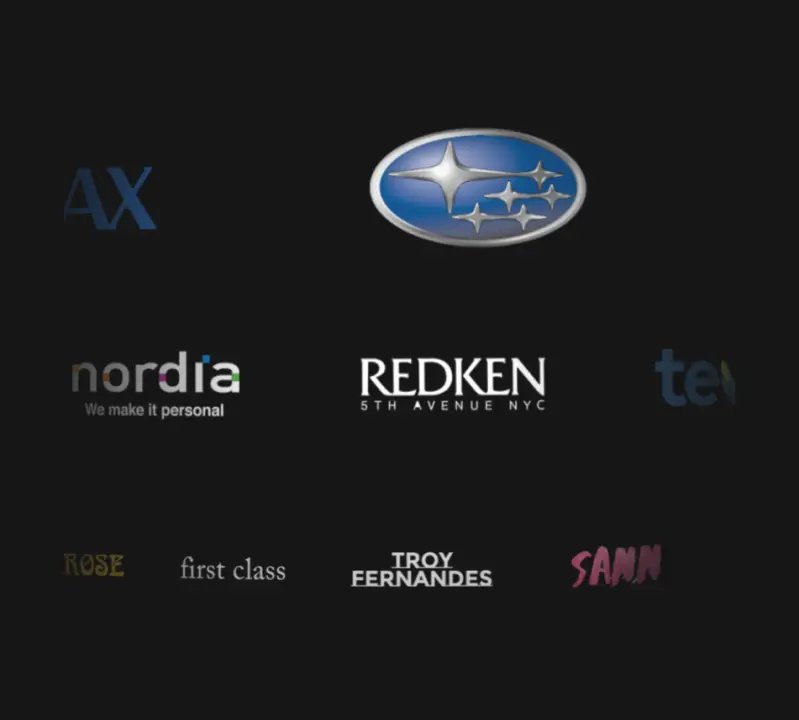 AX
nordia
We make it personal
REDKEN
5TH AVENUE NYC
te
ROSE
first class
TROY
FERNANDES
SANN